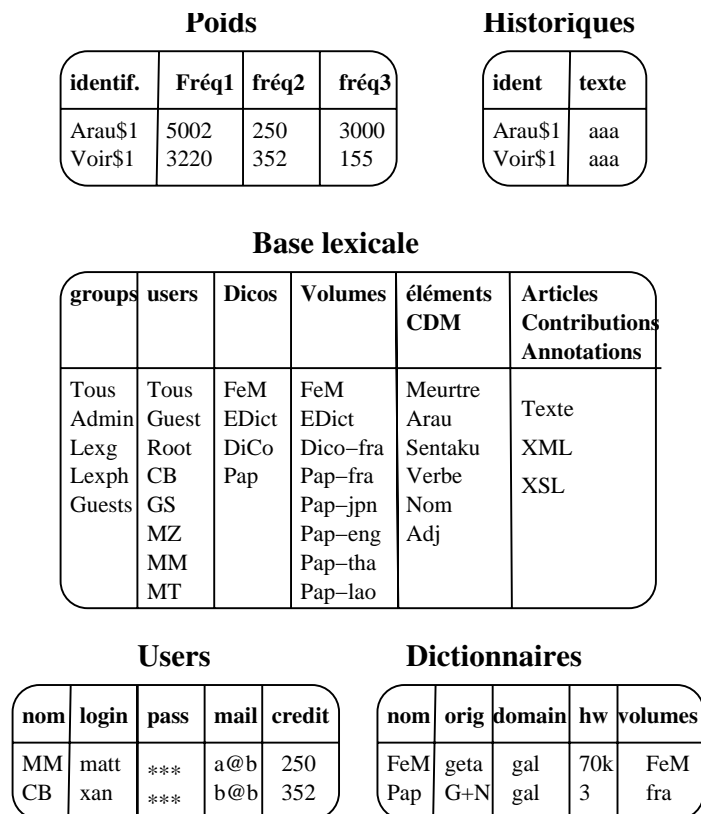 Poids Historiques
identif. Fréq1 fréq2 fréq3 ident texte
Arau$1 5002 250 3000 Arau$1 aaa
Voir$1 3220 352 155 Voir$1 aaa
Base lexicale
groups users Dicos Volumes éléments Articles
CDM Contributions
Annotations
Tous Tous FeM FeM Meurtre
Admin Guest EDict EDict Arau Texte
Lexg Root DiCo Dico−fra Sentaku XML
Lexph CB Pap Pap−fra Verbe XSL
Guests GS Pap−jpn Nom
MZ Pap−eng Adj
MM Pap−tha
MT Pap−lao
Users Dictionnaires
nom login pass mail credit nom orig domain hw volumes
MM matt *** a@b 250 FeM geta gal 70k FeM
CB xan *** b@b 352 Pap G+N gal 3 fra